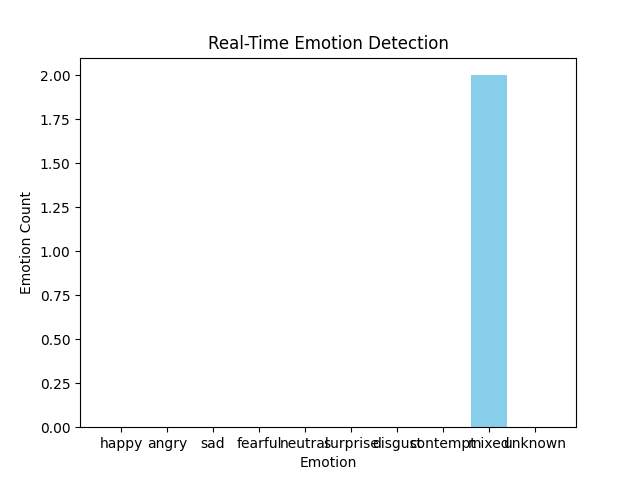 Real-Time Emotion Detection
Emotion Count
2.00
1.75
1.50
1.25
1.00
0.75
0.50
0.25
0.00
happy angry sad fearful neutral surprise disgust contempt mixed unknown
Emotion